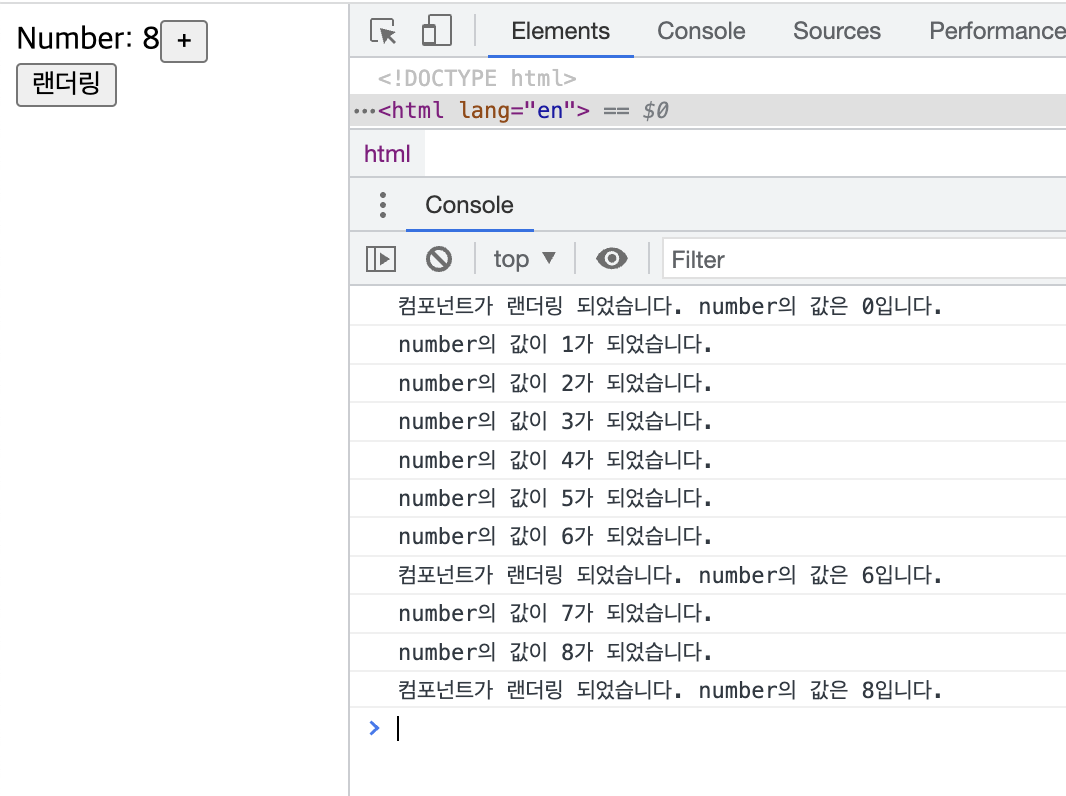 Number: 8 +
랜더링
Elements Console Sources Performance
<!DOCTYPE html>
···<html lang="en"> == $0
html
Console
top ▼ Filter
컴포넌트가 랜더링 되었습니다. number의 값은 0입니다.
number의 값이 1가 되었습니다.
number의 값이 2가 되었습니다.
number의 값이 3가 되었습니다.
number의 값이 4가 되었습니다.
number의 값이 5가 되었습니다.
number의 값이 6가 되었습니다.
컴포넌트가 랜더링 되었습니다. number의 값은 6입니다.
number의 값이 7가 되었습니다.
number의 값이 8가 되었습니다.
컴포넌트가 랜더링 되었습니다. number의 값은 8입니다.
>